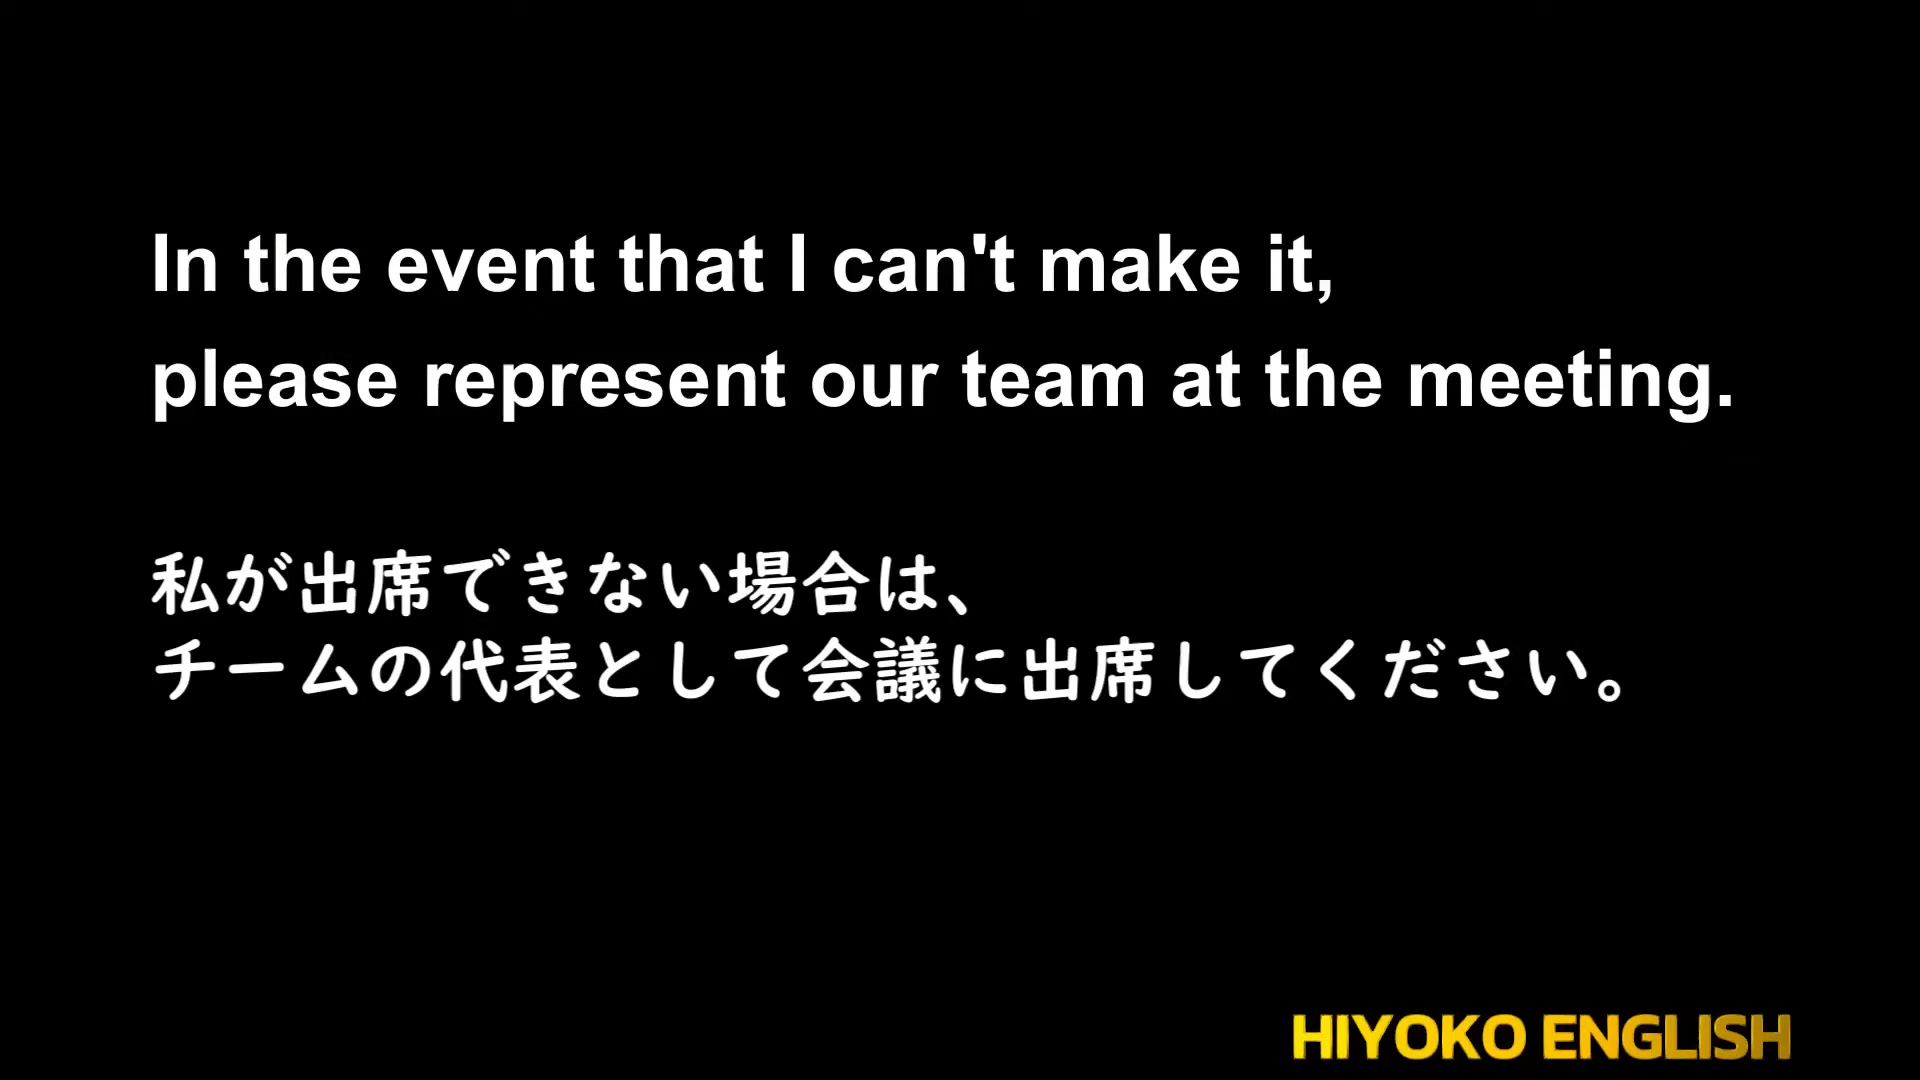 In the event that I can't make it,
please represent our team at the meeting.
私が出席できない場合は、
チームの代表として会議に出席してください。
HIYOKO ENGLISH